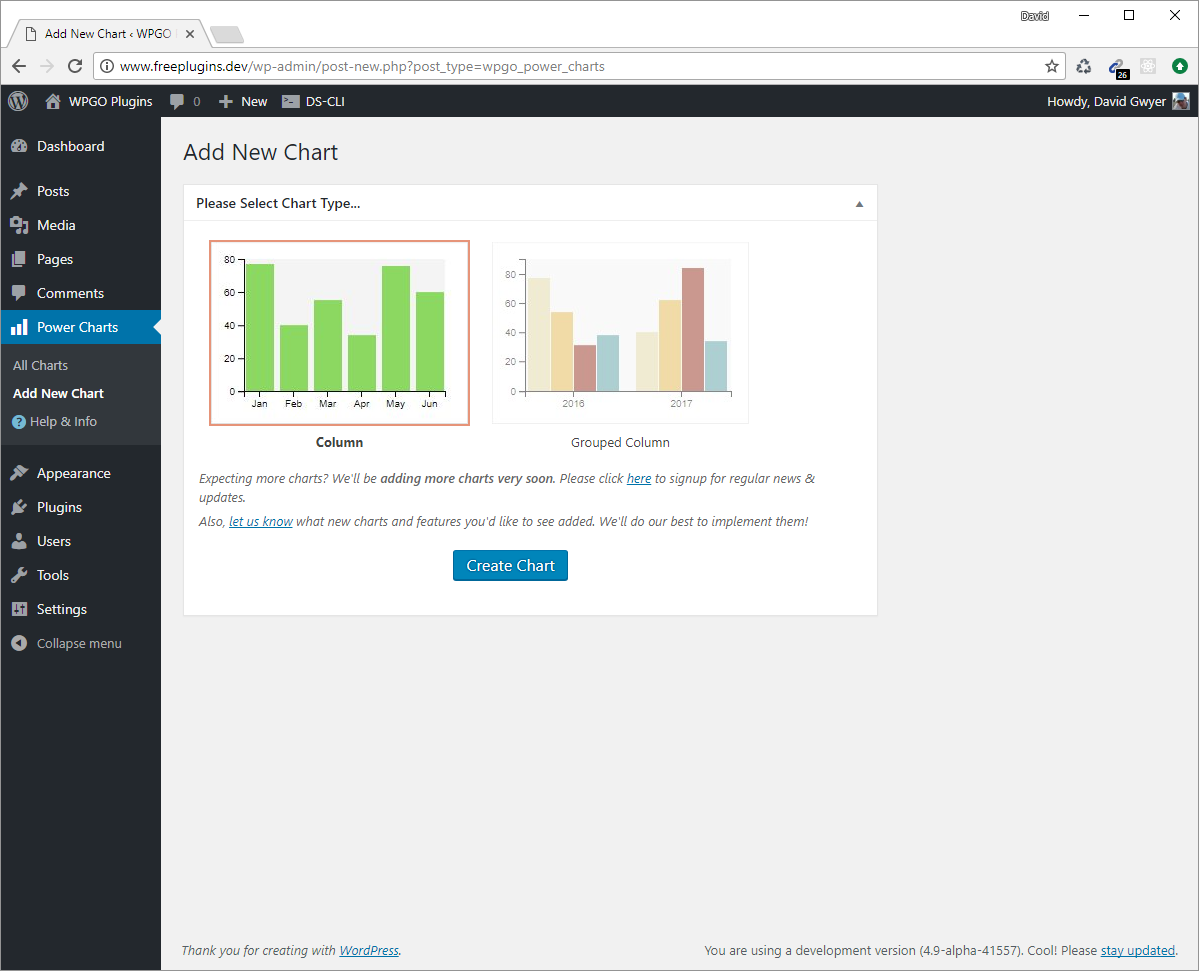 David
Add New Chart ‹ WPGO
www.freeplugins.dev/wp-admin/post-new.php?post_type=wpgo_power_charts
26
WPGO Plugins 0 New DS-CLI Howdy, David Gwyer
Dashboard
Posts
Media
Pages
Comments
Power Charts
All Charts
Add New Chart
? Help & Info
Appearance
Plugins
Users
Tools
Settings
Collapse menu
Add New Chart
Please Select Chart Type...
80
60
40
20
0
Jan Feb Mar Apr May Jun
Column
80
60
40
20
0
2016 2017
Grouped Column
Expecting more charts? We'll be adding more charts very soon. Please click here to signup for regular news &
updates.
Also, let us know what new charts and features you'd like to see added. We'll do our best to implement them!
Create Chart
Thank you for creating with WordPress.
You are using a development version (4.9-alpha-41557). Cool! Please stay updated.